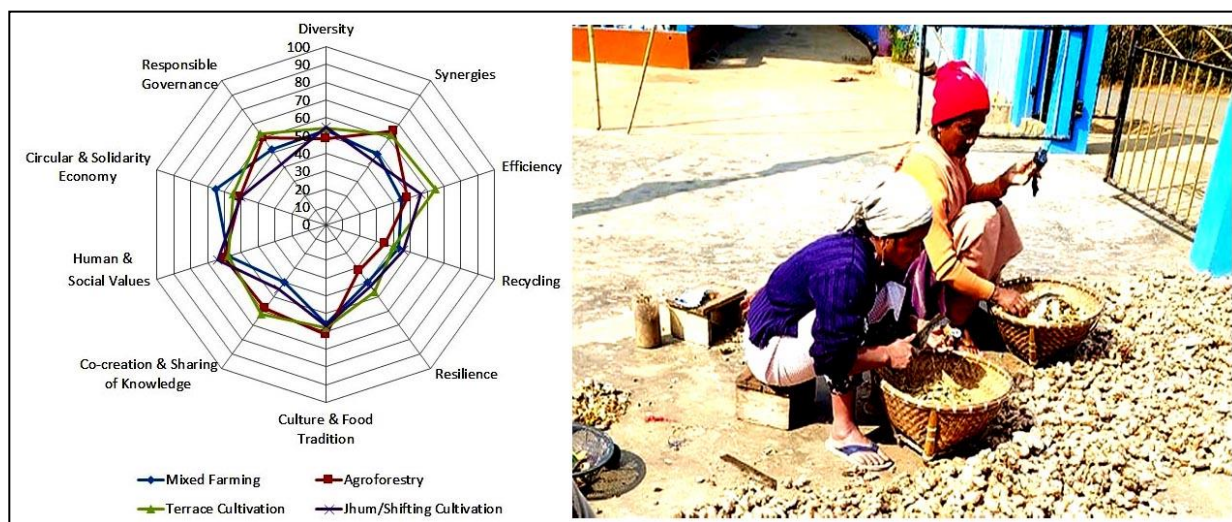 Diversity
100
90
80
70
60
50
40
30
20
10
0
Synergies
Efficiency
Recycling
Resilience
Culture & Food
Tradition
Co-creation & Sharing
of Knowledge
Human &
Social Values
Circular & Solidarity
Economy
Responsible
Governance
Mixed Farming
Agroforestry
Terrace Cultivation
Jhum/Shifting Cultivation